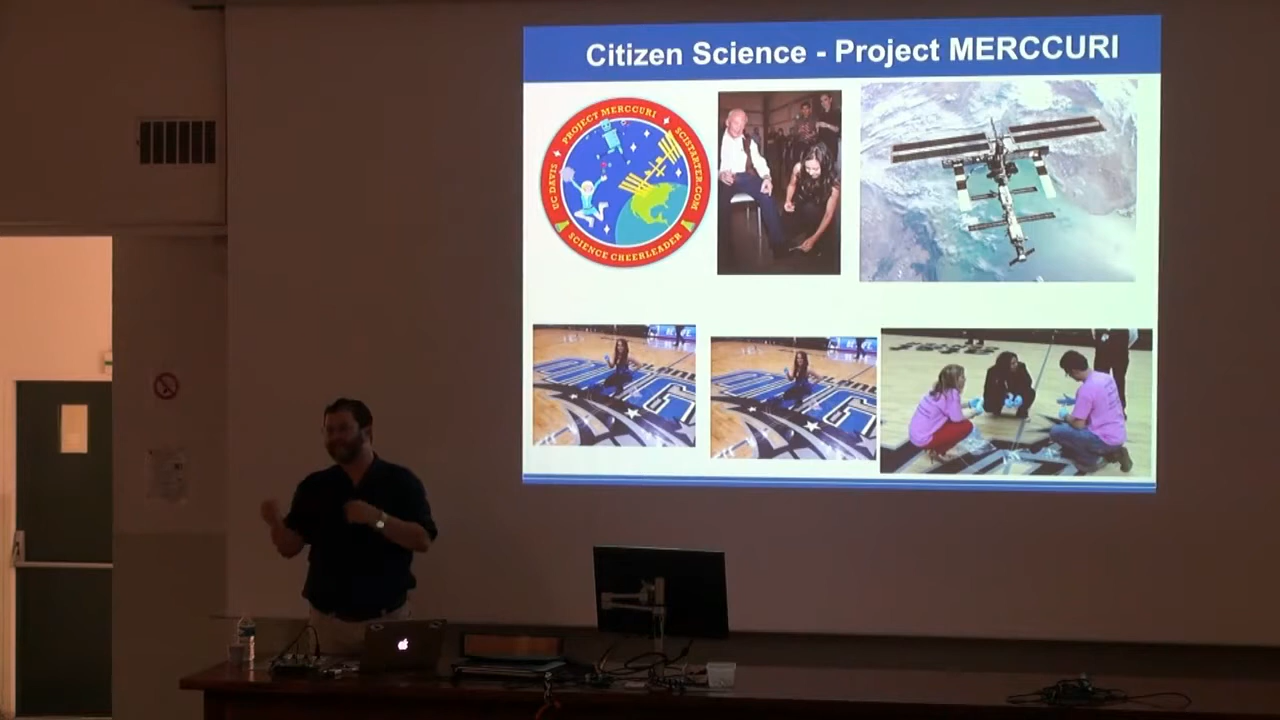 Citizen Science - Project MERCCURI
PROJECT MERCCURI
SCISTARTER.COM
SCIENCE CHEERLEADER
UC DAVIS